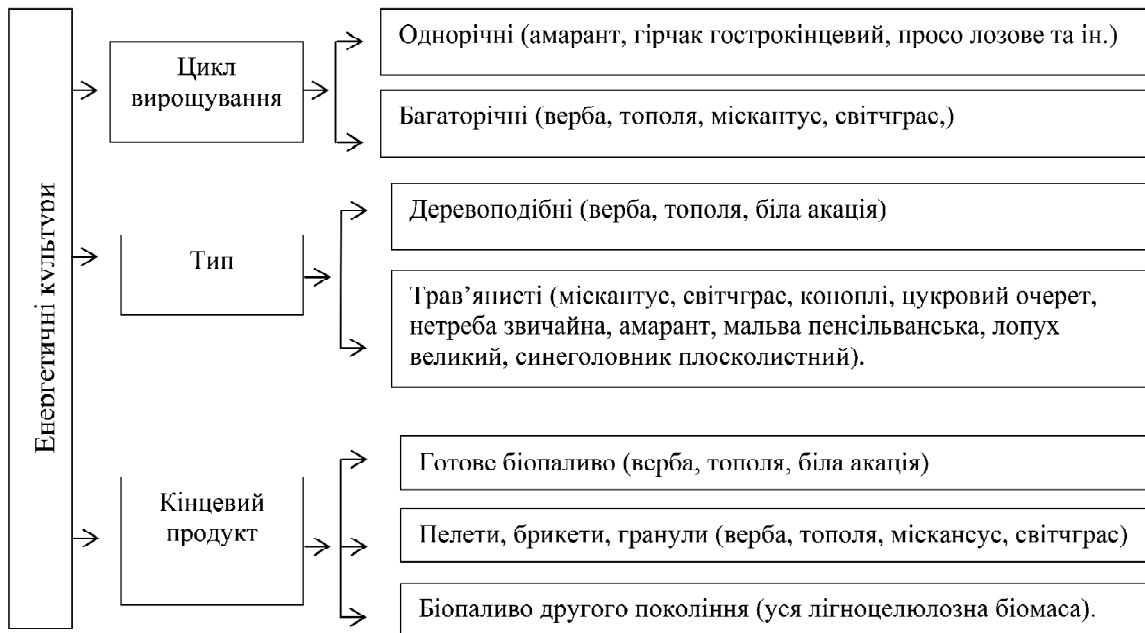 Енергетичні культури
Цикл
вирощування
Однорічні (амарант, гірчак гострокінцевий, просо лозове та ін.)
Багаторічні (верба, тополя, міскантус, світчграс,)
Тип
Деревоподібні (верба, тополя, біла акація)
Трав’янисті (міскантус, світчграс, коноплі, цукровий очерет,
нетреба звичайна, амарант, мальва пенсільванська, лопух
великий, синеголовник плосколистний).
Кінцевий
продукт
Готове біопаливо (верба, тополя, біла акація)
Пелети, брикети, гранули (верба, тополя, міскансус, світчграс)
Біопаливо другого покоління (уся лігноцелюлозна біомаса).